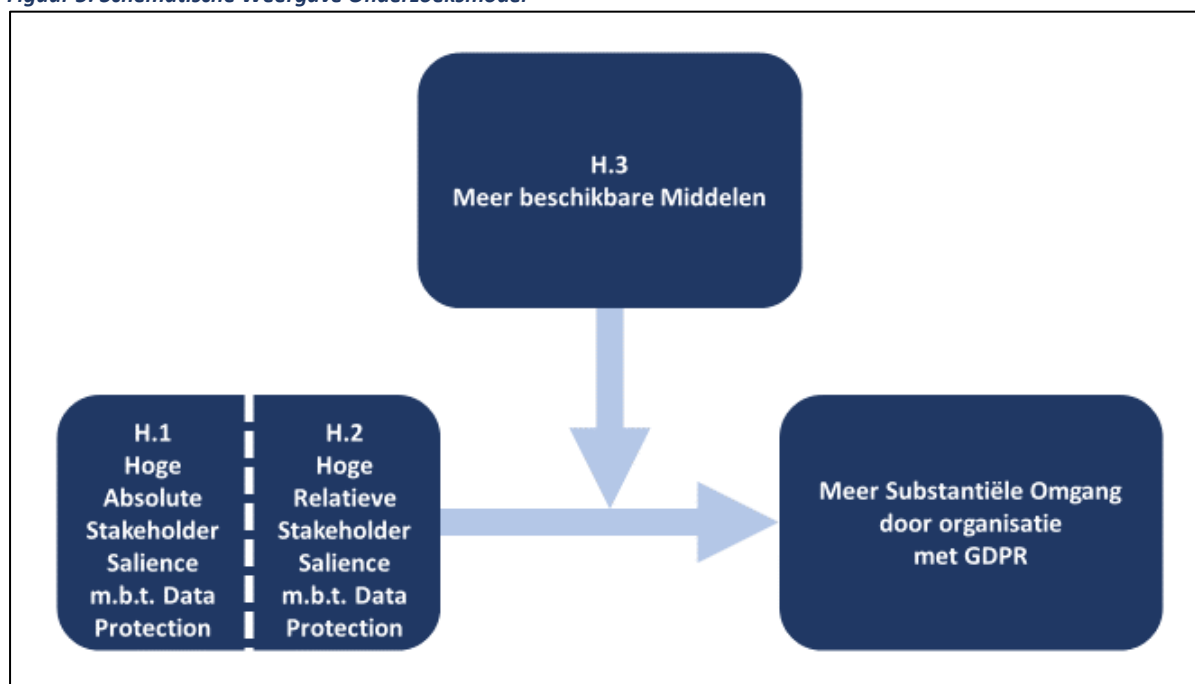 H.3
Meer beschikbare Middelen
H.1
Hoge
Absolute
Stakeholder
Salience
m.b.t. Data
Protection
H.2
Hoge
Relatieve
Stakeholder
Salience
m.b.t. Data
Protection
Meer Substantiële Omgang
door organisatie
met GDPR